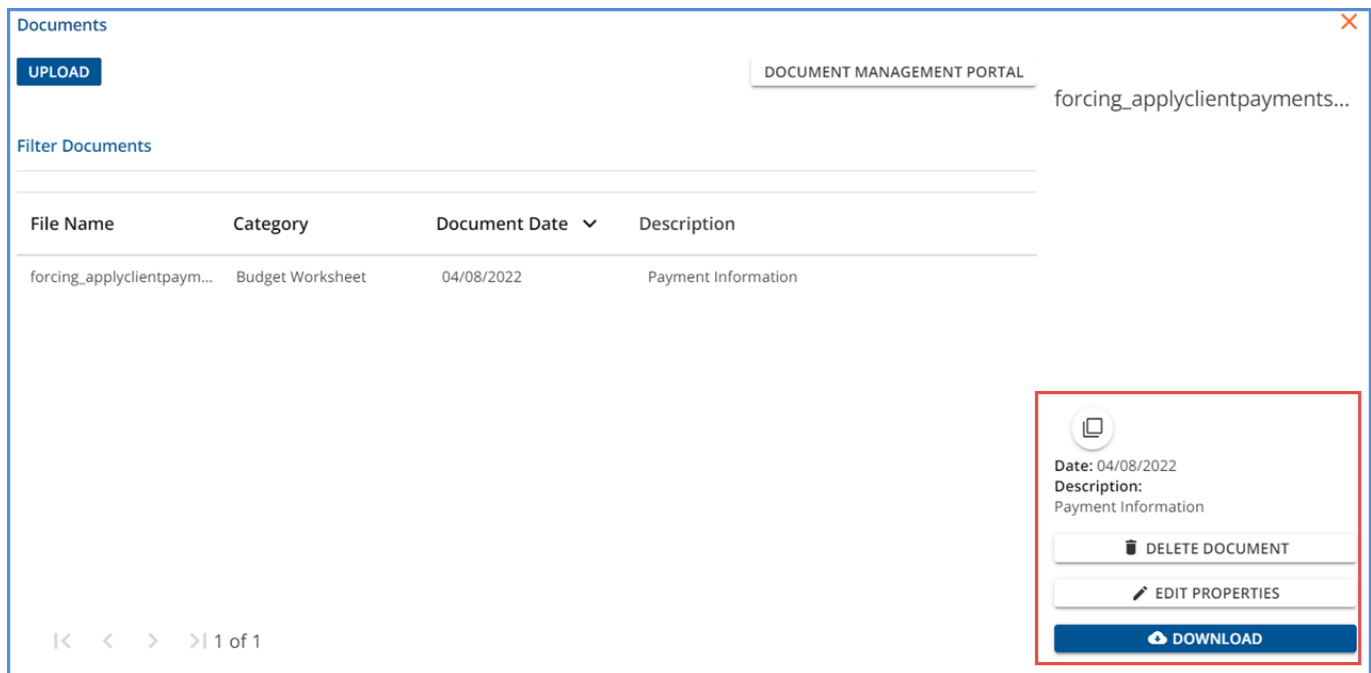 Documents
UPLOAD
DOCUMENT MANAGEMENT PORTAL
forcing_applyclientpayments...
Filter Documents
File Name Category Document Date Description
forcing_applyclientpaym... Budget Worksheet 04/08/2022 Payment Information
Date: 04/08/2022
Description:
Payment Information
DELETE DOCUMENT
EDIT PROPERTIES
DOWNLOAD
1 of 1